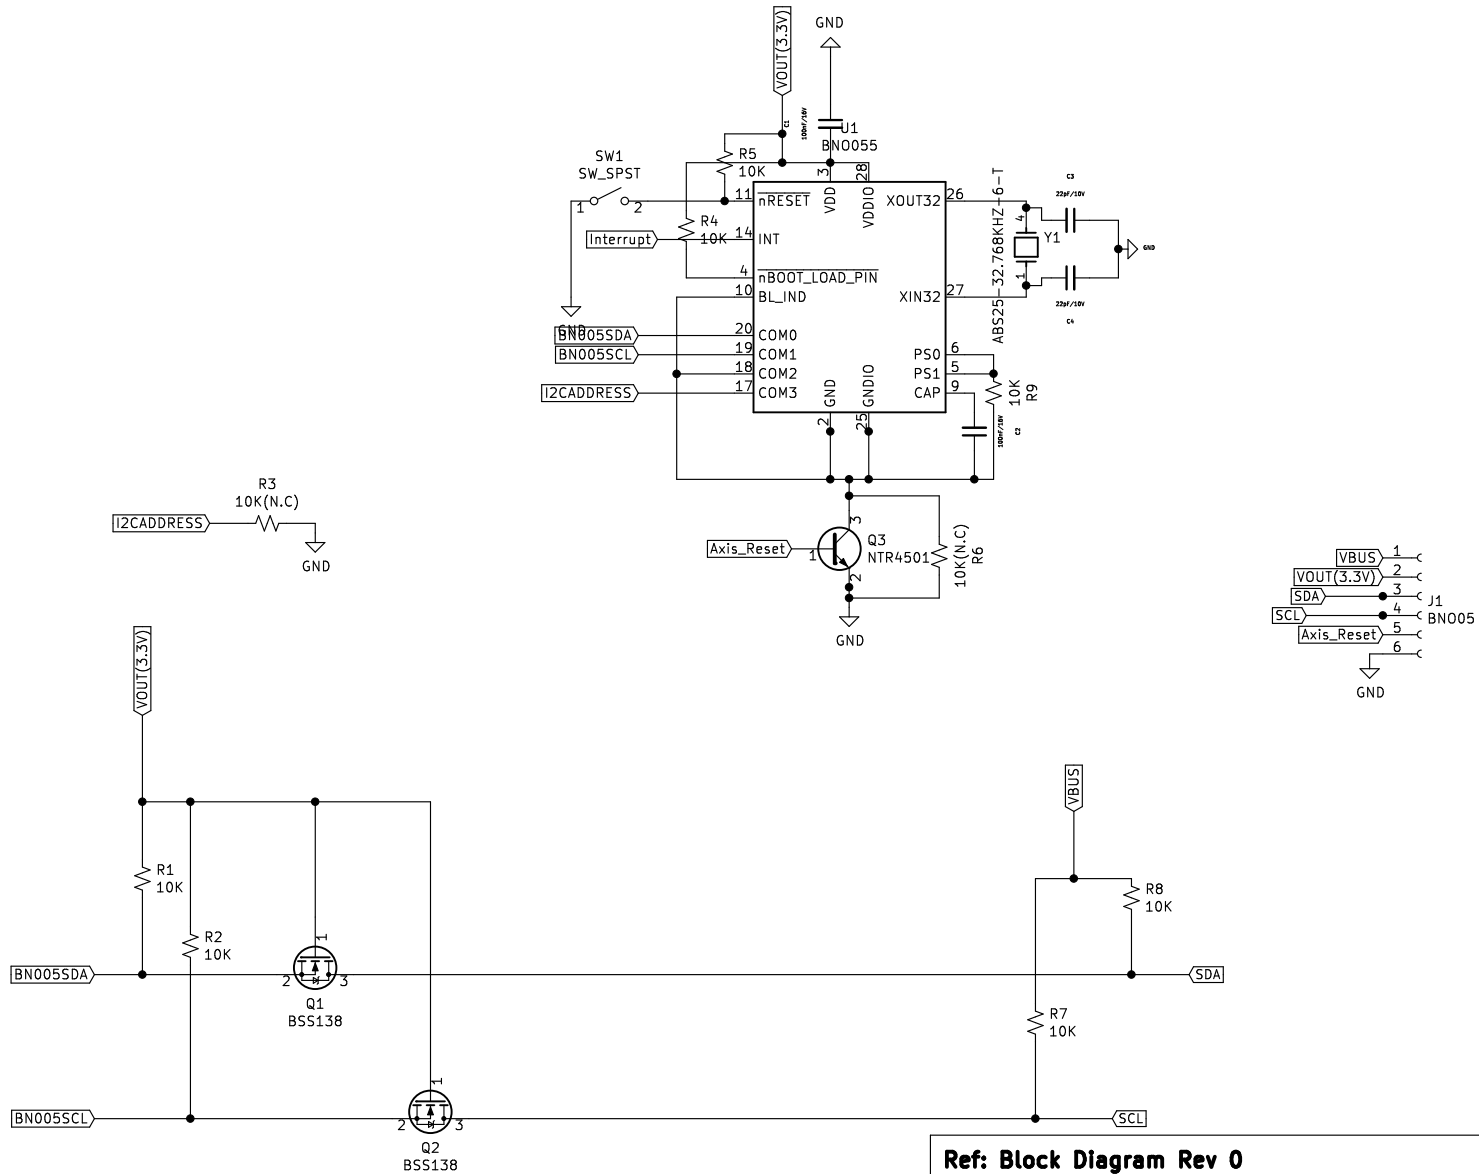 VOUT(3.3V)
GND
C1
100nF/16V
U1
BNO055
SW1
SW_SPST
R5
10K
1
2
11
nRESET
3
VDD
28
VDDIO
XOUT32
26
ABS25-32.768KHZ-6-T
C3
22pF/10V
R4
10K
Interrupt
14
INT
4
Y1
1
GND
4
nBOOT_LOAD_PIN
10
BL_IND
XIN32
27
22pF/10V
C4
GND
BN005SDA
20
COM0
BN005SCL
19
COM1
PS0
6
18
COM2
PS1
5
I2CADDRESS
17
COM3
CAP
9
10K
R9
GND
2
GNDIO
25
100nF/16V
C2
R3
10K(N.C)
I2CADDRESS
GND
Axis_Reset
1
3
2
Q3
NTR4501
10K(N.C)
R6
GND
VBUS
1
VOUT(3.3V)
2
SDA
3
SCL
4
Axis_Reset
5
6
J1
BNO05
GND
VOUT(3.3V)
VBUS
R1
10K
R8
10K
R2
10K
1
BN005SDA
2
3
Q1
BSS138
SDA
R7
10K
1
BN005SCL
2
3
Q2
BSS138
SCL
Ref: Block Diagram Rev 0